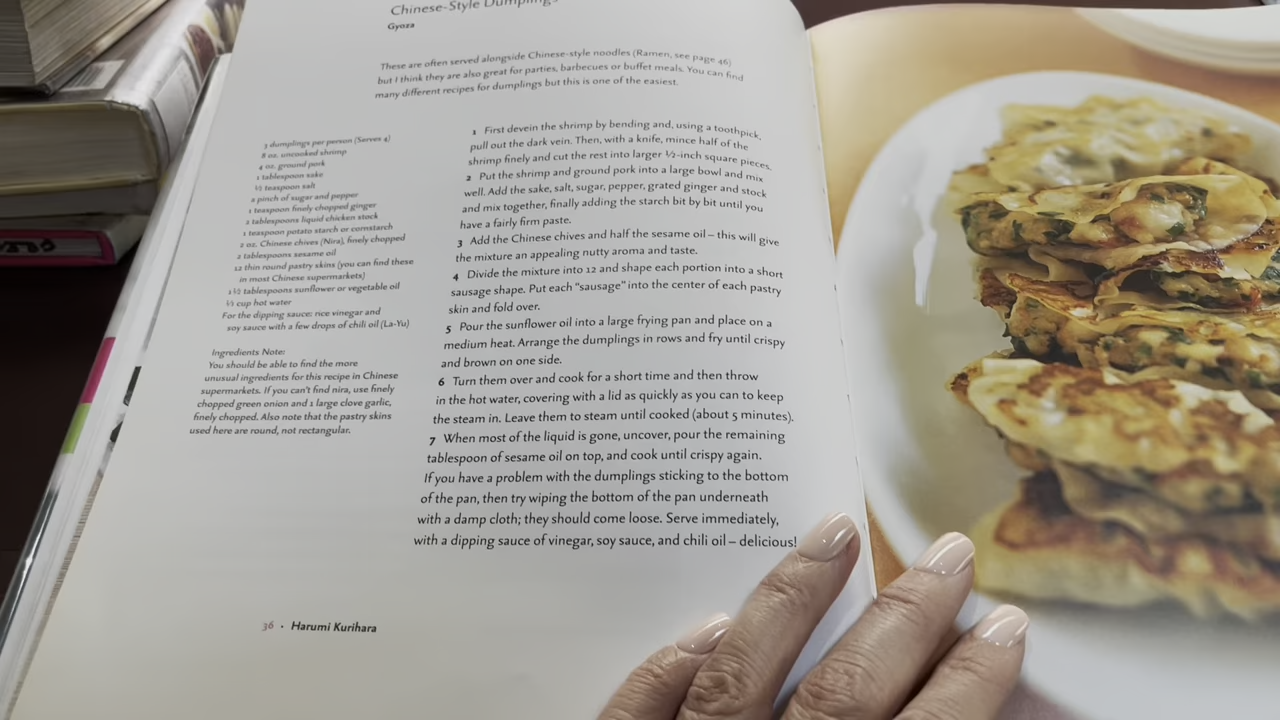 Chinese-Style Dumplings
Gyoza
These are often served alongside Chinese-style noodles (Ramen, see page 46)
but I think they are also great for parties, barbecues or buffet meals. You can find
many different recipes for dumplings but this is one of the easiest.
3 dumplings per person (Serves 4)
8 oz. uncooked shrimp
4 oz. ground pork
1 tablespoon sake
½ teaspoon salt
a pinch of sugar and pepper
1 teaspoon finely chopped ginger
2 tablespoons liquid chicken stock
1 teaspoon potato starch or cornstarch
2 oz. Chinese chives (Nira), finely chopped
2 tablespoons sesame oil
12 thin round pastry skins (you can find these
in most Chinese supermarkets)
1½ tablespoons sunflower or vegetable oil
⅓ cup hot water
For the dipping sauce: rice vinegar and
soy sauce with a few drops of chili oil (La-Yu)
Ingredients Note:
You should be able to find the more
unusual ingredients for this recipe in Chinese
supermarkets. If you can't find nira, use finely
chopped green onion and 1 large clove garlic,
finely chopped. Also note that the pastry skins
used here are round, not rectangular.
1 First devein the shrimp by bending and, using a toothpick,
pull out the dark vein. Then, with a knife, mince half of the
shrimp finely and cut the rest into larger ½-inch square pieces.
2 Put the shrimp and ground pork into a large bowl and mix
well. Add the sake, salt, sugar, pepper, grated ginger and stock
and mix together, finally adding the starch bit by bit until you
have a fairly firm paste.
3 Add the Chinese chives and half the sesame oil – this will give
the mixture an appealing nutty aroma and taste.
4 Divide the mixture into 12 and shape each portion into a short
sausage shape. Put each “sausage” into the center of each pastry
skin and fold over.
5 Pour the sunflower oil into a large frying pan and place on a
medium heat. Arrange the dumplings in rows and fry until crispy
and brown on one side.
6 Turn them over and cook for a short time and then throw
in the hot water, covering with a lid as quickly as you can to keep
the steam in. Leave them to steam until cooked (about 5 minutes).
7 When most of the liquid is gone, uncover, pour the remaining
tablespoon of sesame oil on top, and cook until crispy again.
If you have a problem with the dumplings sticking to the bottom
of the pan, then try wiping the bottom of the pan underneath
with a damp cloth; they should come loose. Serve immediately,
with a dipping sauce of vinegar, soy sauce, and chili oil – delicious!
36 • Harumi Kurihara